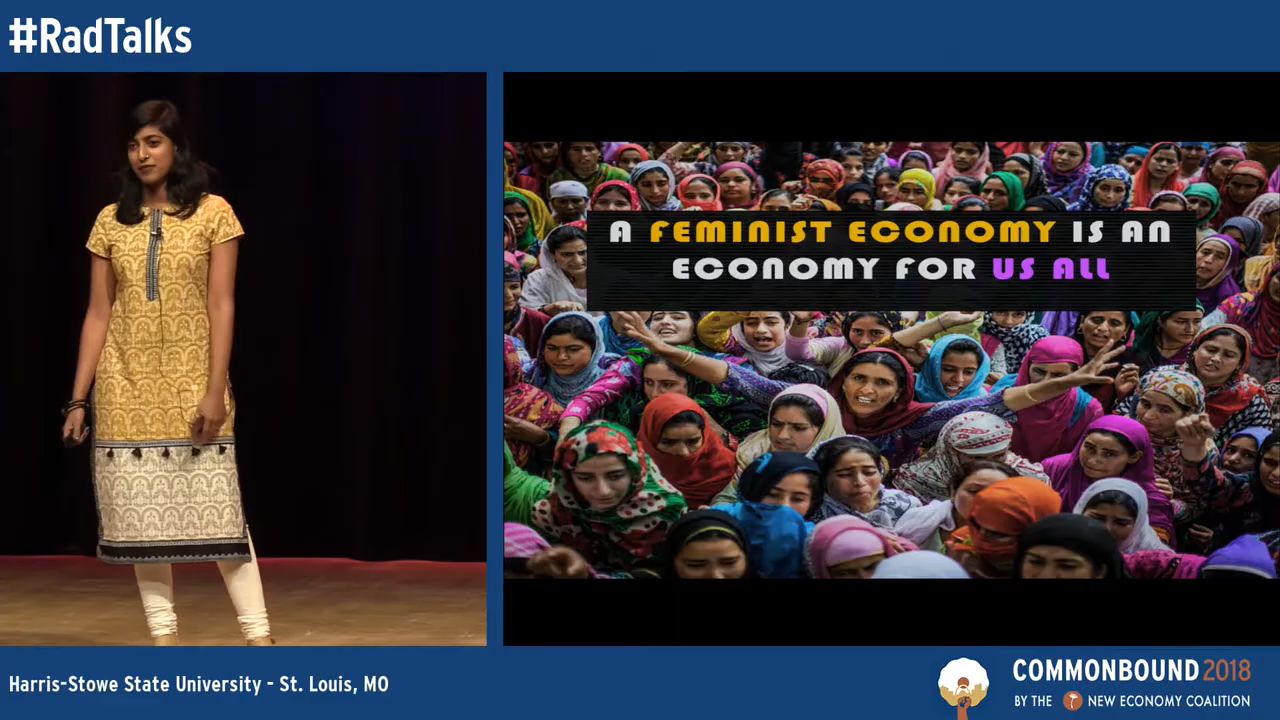 #RadTalks
A FEMINIST ECONOMY IS AN
ECONOMY FOR US ALL
Harris-Stowe State University - St. Louis, MO
COMMONBOUND 2018
BY THE NEW ECONOMY COALITION